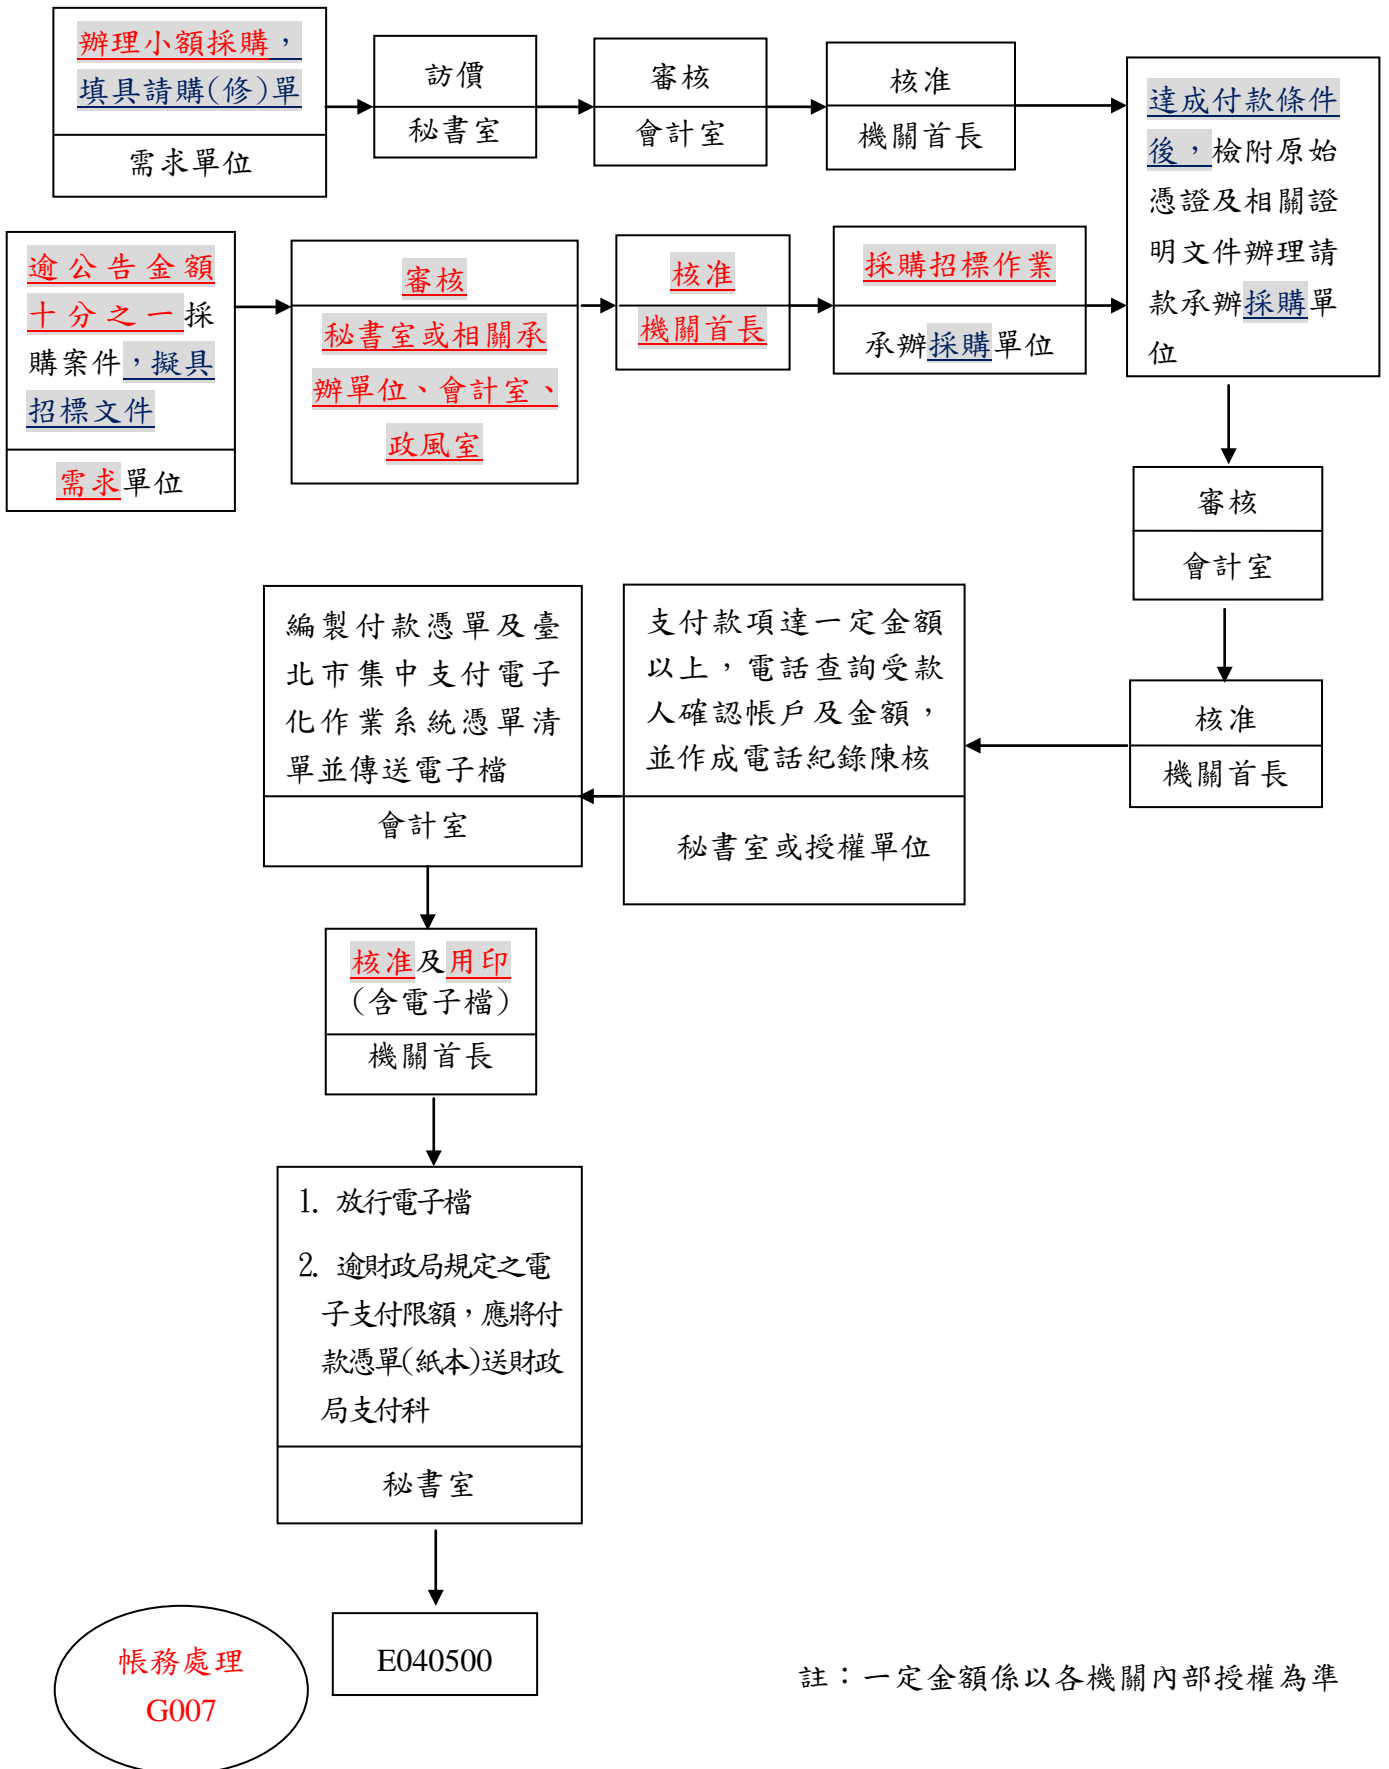 辦理小額採購，
填具請購(修)單
需求單位
訪價
秘書室
審核
會計室
核准
機關首長
達成付款條件
後，檢附原始
憑證及相關證
明文件辦理請
款承辦採購單
位
逾公告金額
十分之一採
購案件，擬具
招標文件
需求單位
審核
秘書室或相關承
辦單位、會計室、
政風室
核准
機關首長
採購招標作業
承辦採購單位
審核
會計室
核准
機關首長
支付款項達一定金額
以上，電話查詢受款
人確認帳戶及金額，
並作成電話紀錄陳核
秘書室或授權單位
編製付款憑單及臺
北市集中支付電子
化作業系統憑單清
單並傳送電子檔
會計室
核准及用印
(含電子檔)
機關首長
1. 放行電子檔
2. 逾財政局規定之電
子支付限額，應將付
款憑單(紙本)送財政
局支付科
秘書室
E040500
帳務處理
G007
註：一定金額係以各機關內部授權為準